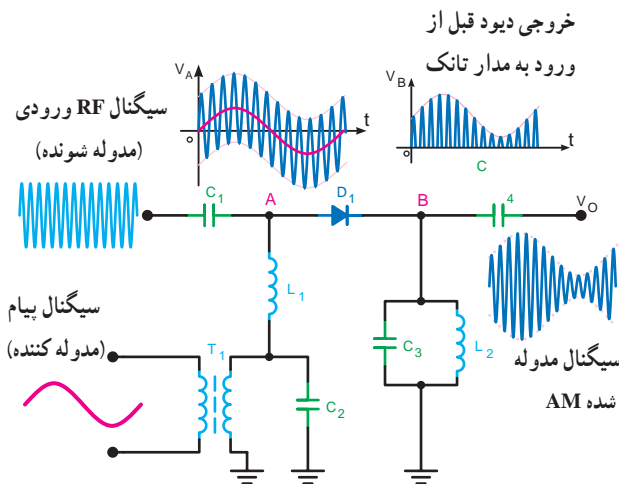 خروجی دیود قبل از
ورود به مدار تانک
سیگنال RF ورودی
(مدوله شونده)
V_A
t
o
V_B
t
o
C
C_1
A
D_1
B
4
V_O
L_1
سیگنال پیام
(مدوله کننده)
T_1
C_2
C_3
L_2
سیگنال مدوله
شده AM